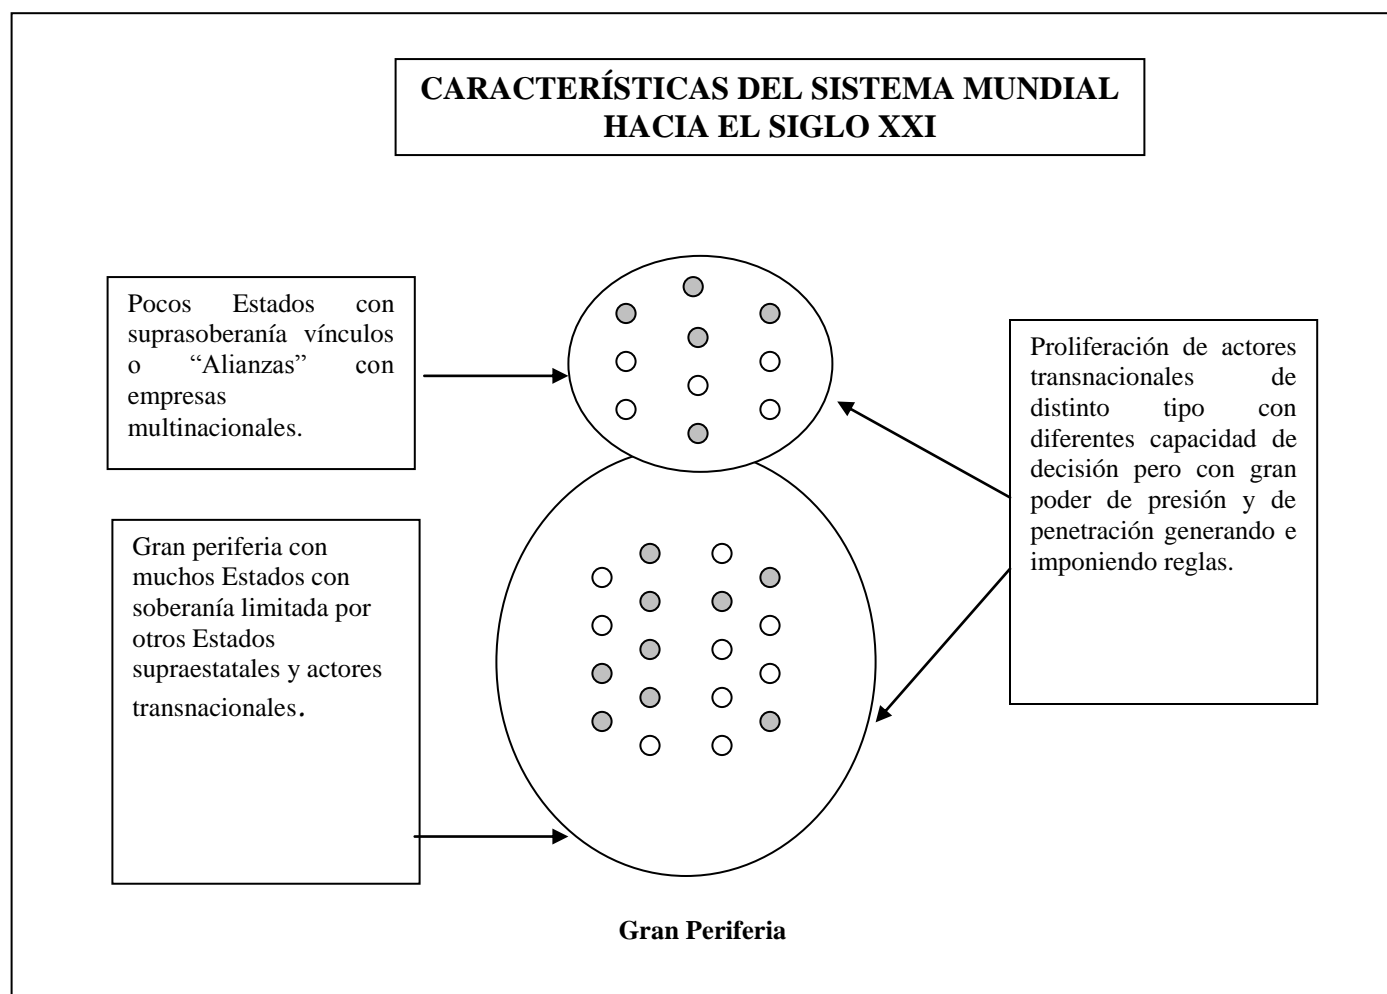 CARACTERÍSTICAS DEL SISTEMA MUNDIAL
HACIA EL SIGLO XXI
Pocos Estados con
suprasoberanía vínculos
o “Alianzas” con
empresas
multinacionales.
Gran periferia con
muchos Estados con
soberanía limitada por
otros Estados
supraestatales y actores
transnacionales.
Proliferación de actores
transnacionales de
distinto tipo con
diferentes capacidad de
decisión pero con gran
poder de presión y de
penetración generando e
imponiendo reglas.
Gran Periferia